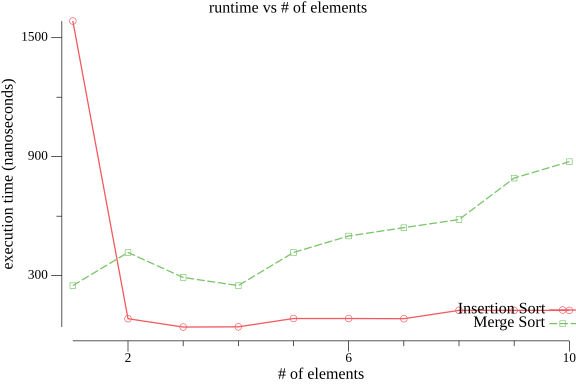 runtime vs # of elements
execution time (nanoseconds)
1500
900
300
Insertion Sort
Merge Sort
2
6
10
# of elements